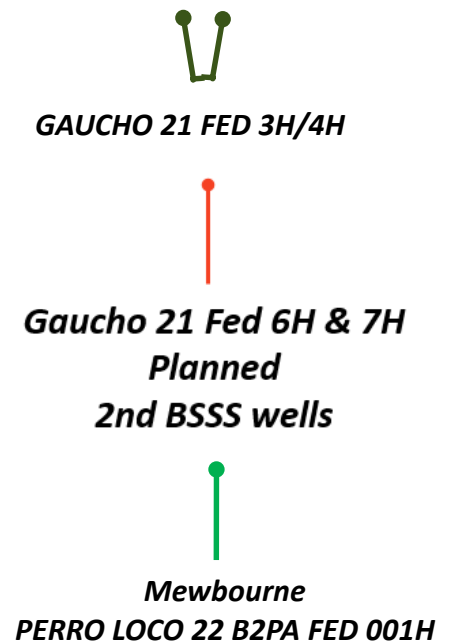 GAUCHO 21 FED 3H/4H
Gaucho 21 Fed 6H & 7H
Planned
2nd BSSS wells
Mewbourne
PERRO LOCO 22 B2PA FED 001H